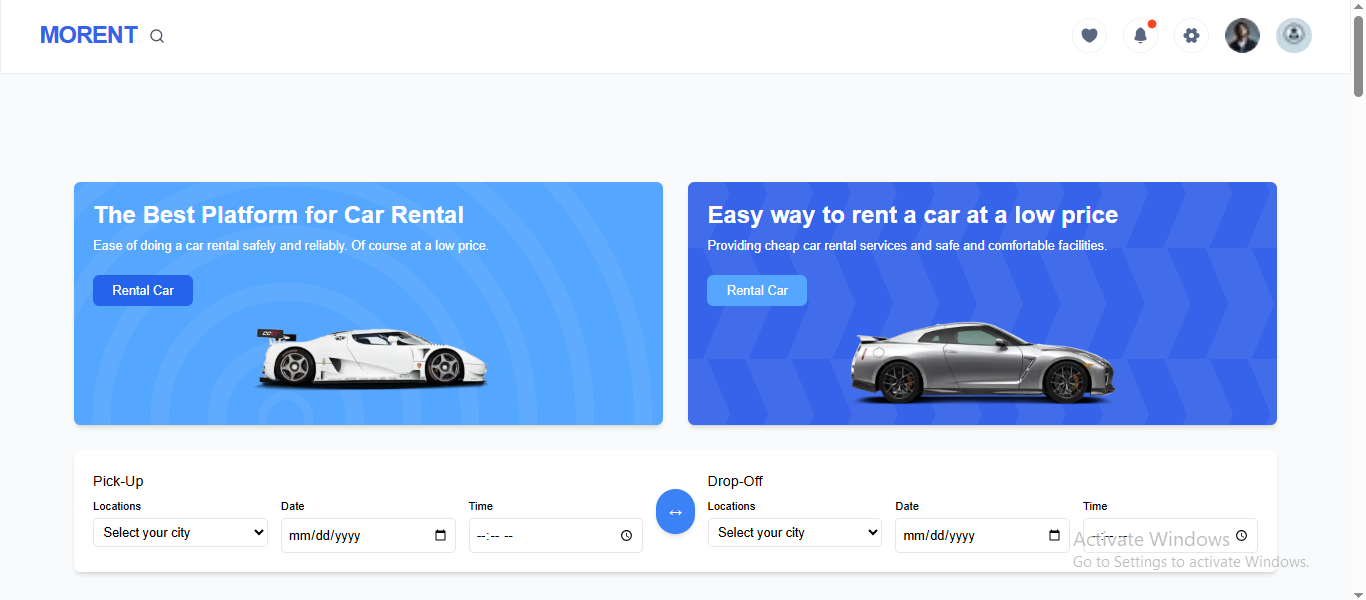 MORENT
The Best Platform for Car Rental
Ease of doing a car rental safely and reliably. Of course at a low price.
Rental Car
Easy way to rent a car at a low price
Providing cheap car rental services and safe and comfortable facilities.
Rental Car
Pick-Up
Locations Date Time
Select your city mm/dd/yyyy --:-- --
Drop-Off
Locations Date Time
Select your city mm/dd/yyyy --:-- --
Activate Windows
Go to Settings to activate Windows.